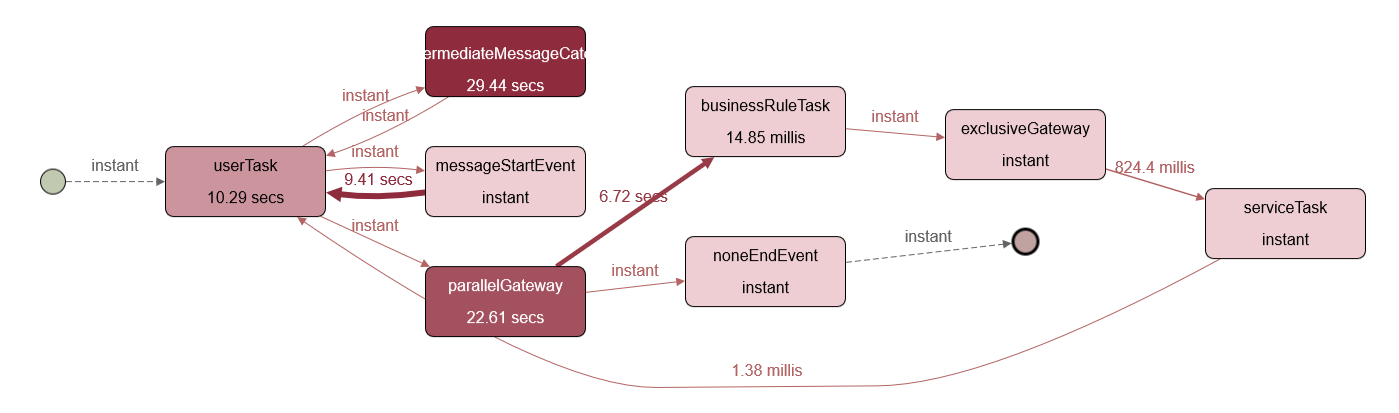 ermediateMessageCatc
29.44 secs
instant
instant
instant
userTask
10.29 secs
instant
9.41 secs
messageStartEvent
instant
instant
parallelGateway
22.61 secs
6.72 secs
businessRuleTask
14.85 millis
instant
exclusiveGateway
instant
824.4 millis
serviceTask
instant
instant
noneEndEvent
instant
instant
1.38 millis